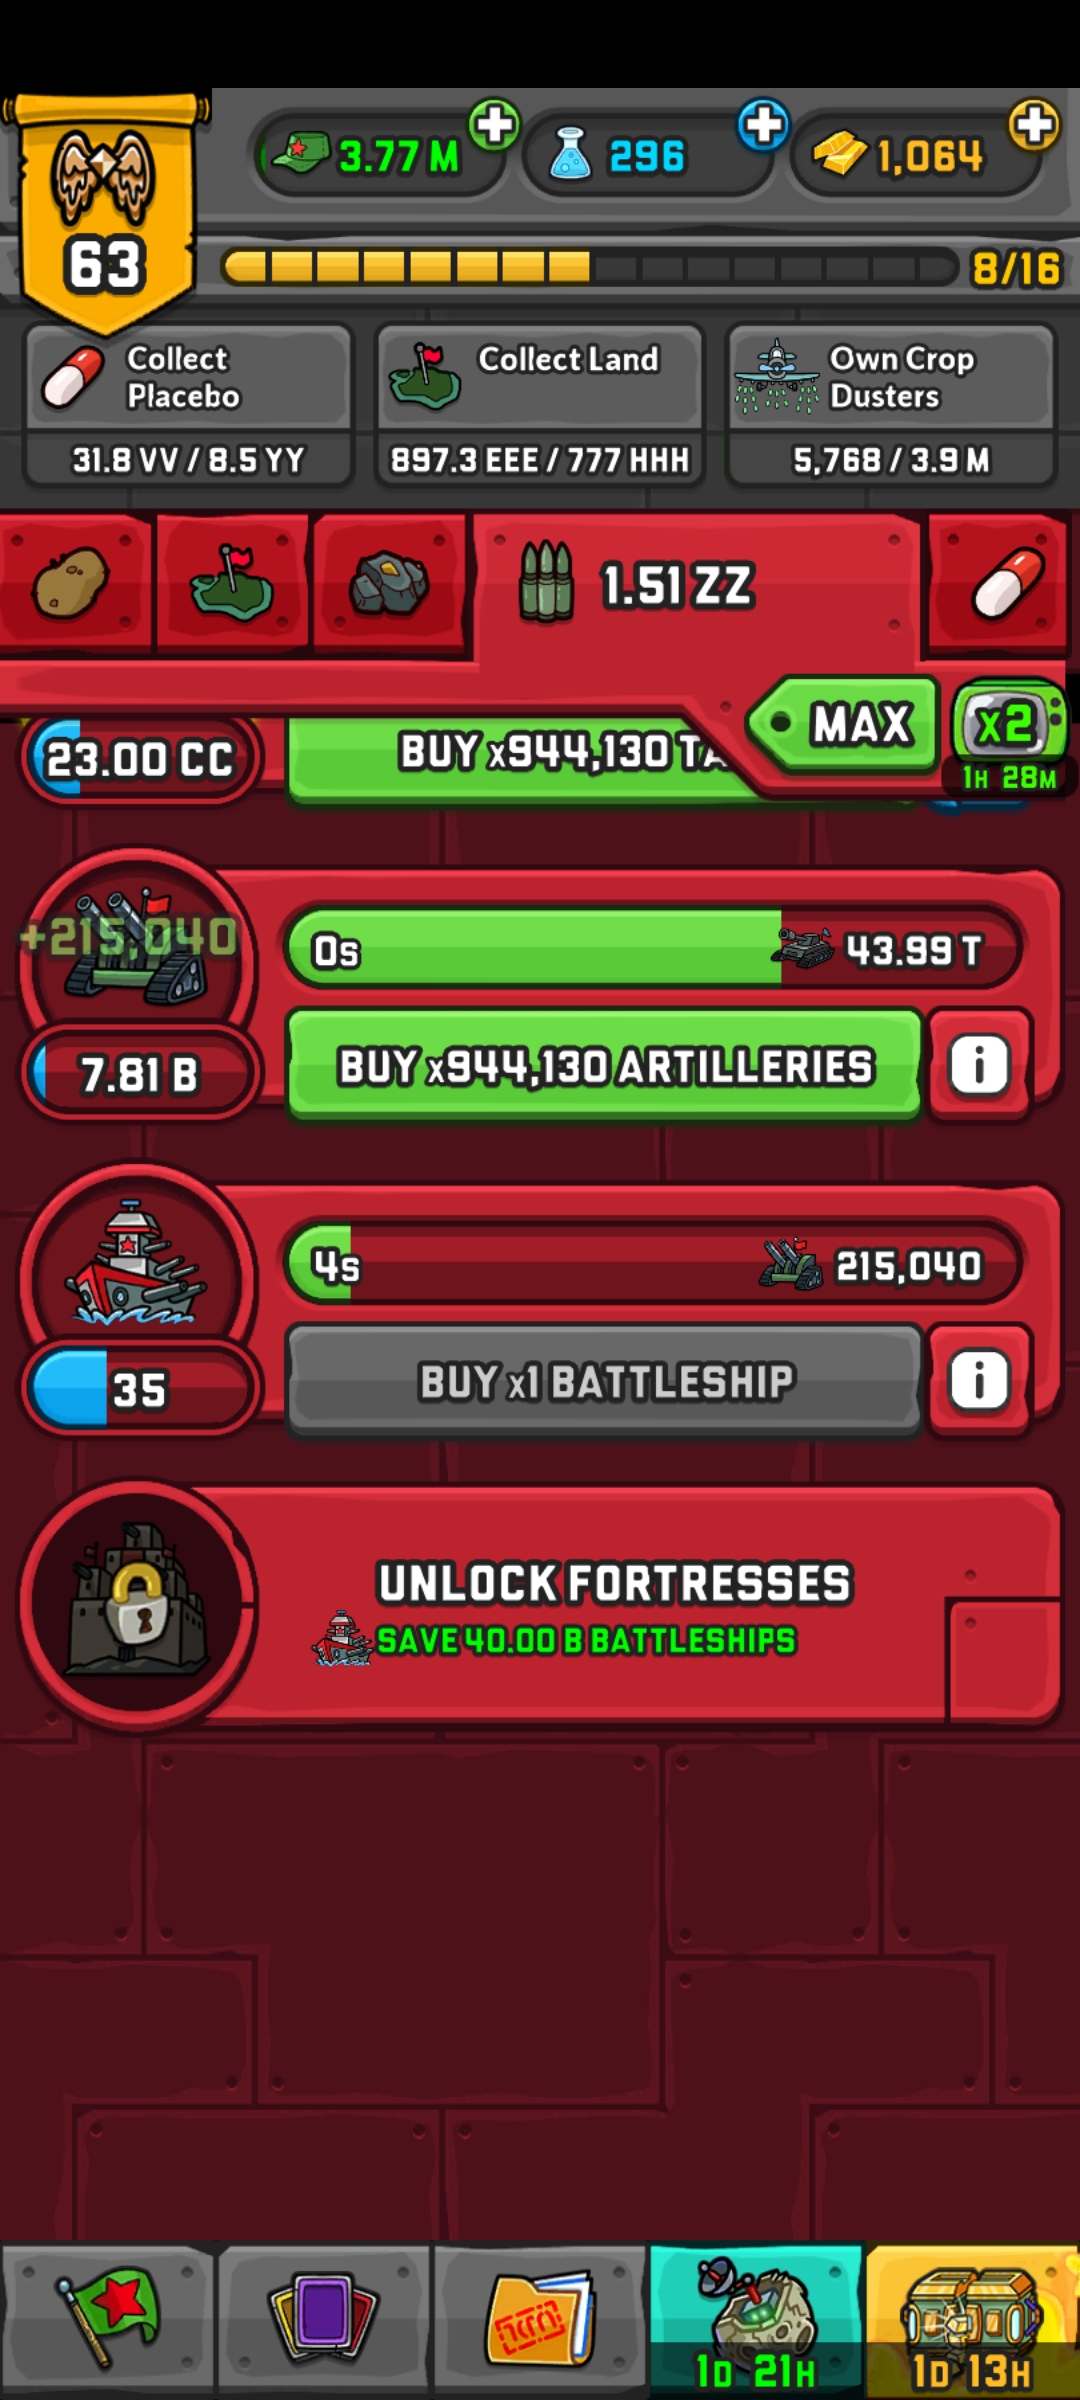 3.77 M
296
1,064
63
8/16
Collect
Placebo
31.8 VV / 8.5 YY
Collect Land
897.3 EEE / 777 HHH
Own Crop
Dusters
5,768 / 3.9 M
1.51 ZZ
MAX
X2
1H 28M
23.00 CC
BUY x944,130 TA
+215,040
0s
43.99 T
7.81 B
BUY x944,130 ARTILLERIES
i
4s
215,040
35
BUY x1 BATTLESHIP
i
UNLOCK FORTRESSES
SAVE 40.00 B BATTLESHIPS
1D 21H
1D 13H